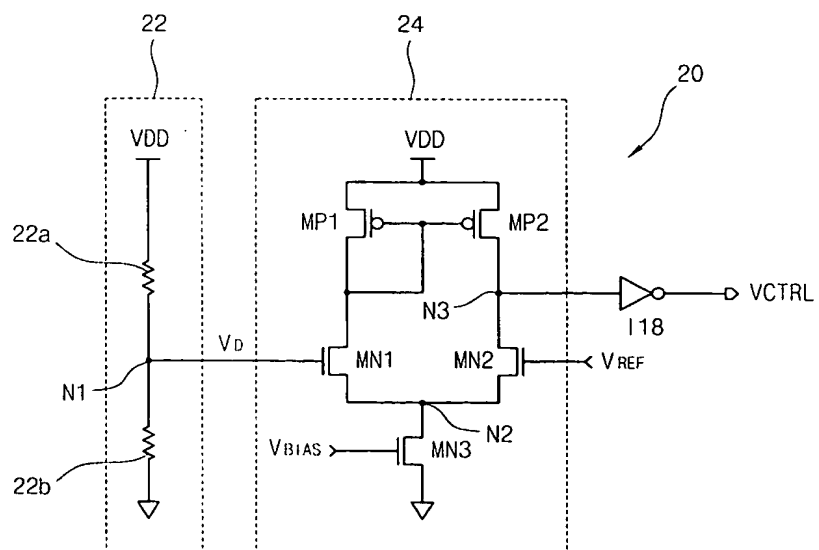 22
24
20
VDD
VDD
22a
MP1
MP2
N3
VCTRL
I18
VD
MN1
MN2
VREF
N1
N2
VBIAS
MN3
22b